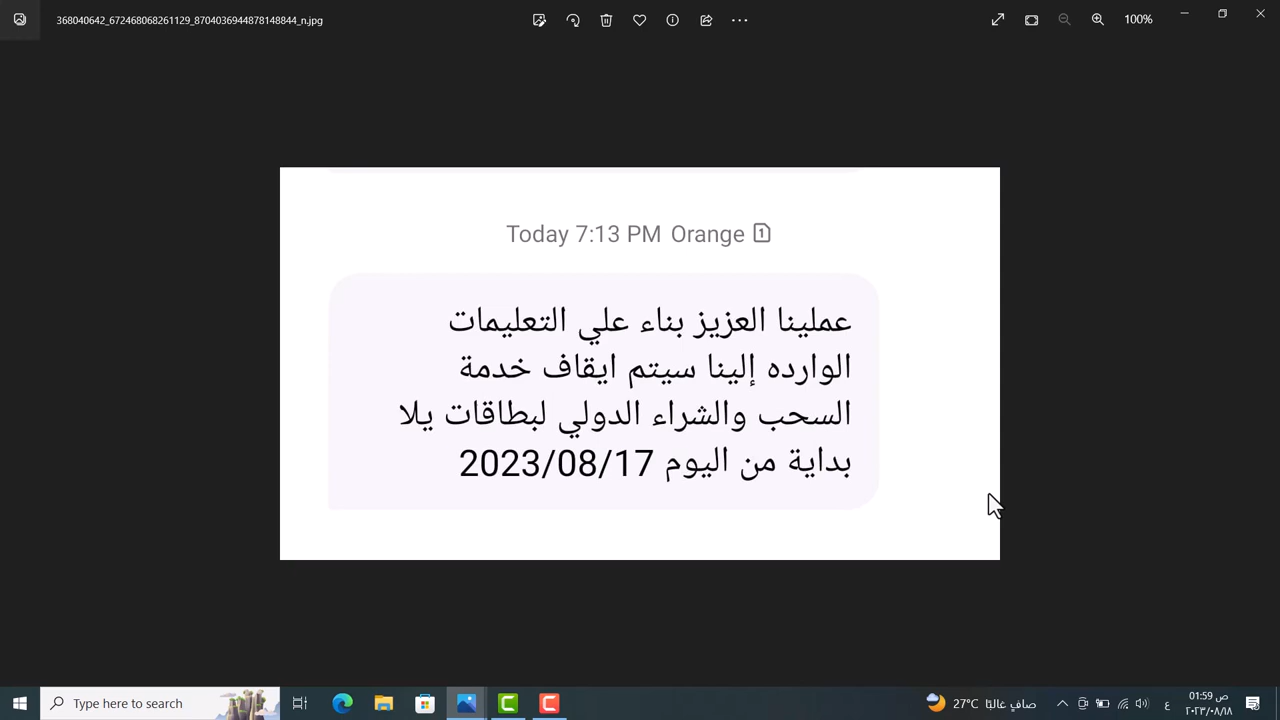 368040642_672468068261129_8704036944878148844_n.jpg
100%
Today 7:13 PM Orange 1
عملينا العزيز بناء علي التعليمات
الوارده إلينا سيتم ايقاف خدمة
السحب والشراء الدولي لبطاقات يلا
بداية من اليوم 2023/08/17
Type here to search
27°C صافي غالبًا
ع
01:59 ص
٢٠٢٣/٠٨/١٨